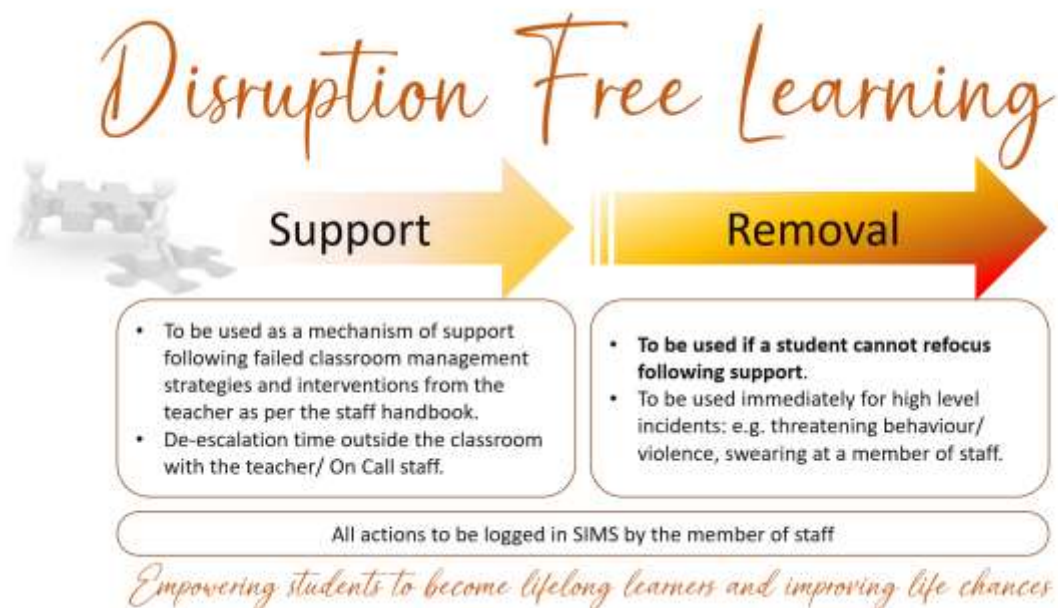 Disruption Free Learning
Support
Removal
• To be used as a mechanism of support
following failed classroom management
strategies and interventions from the
teacher as per the staff handbook.
• De-escalation time outside the classroom
with the teacher/ On Call staff.
• To be used if a student cannot refocus
following support.
• To be used immediately for high level
incidents: e.g. threatening behaviour/
violence, swearing at a member of staff.
All actions to be logged in SIMS by the member of staff
Empowering students to become lifelong learners and improving life chances